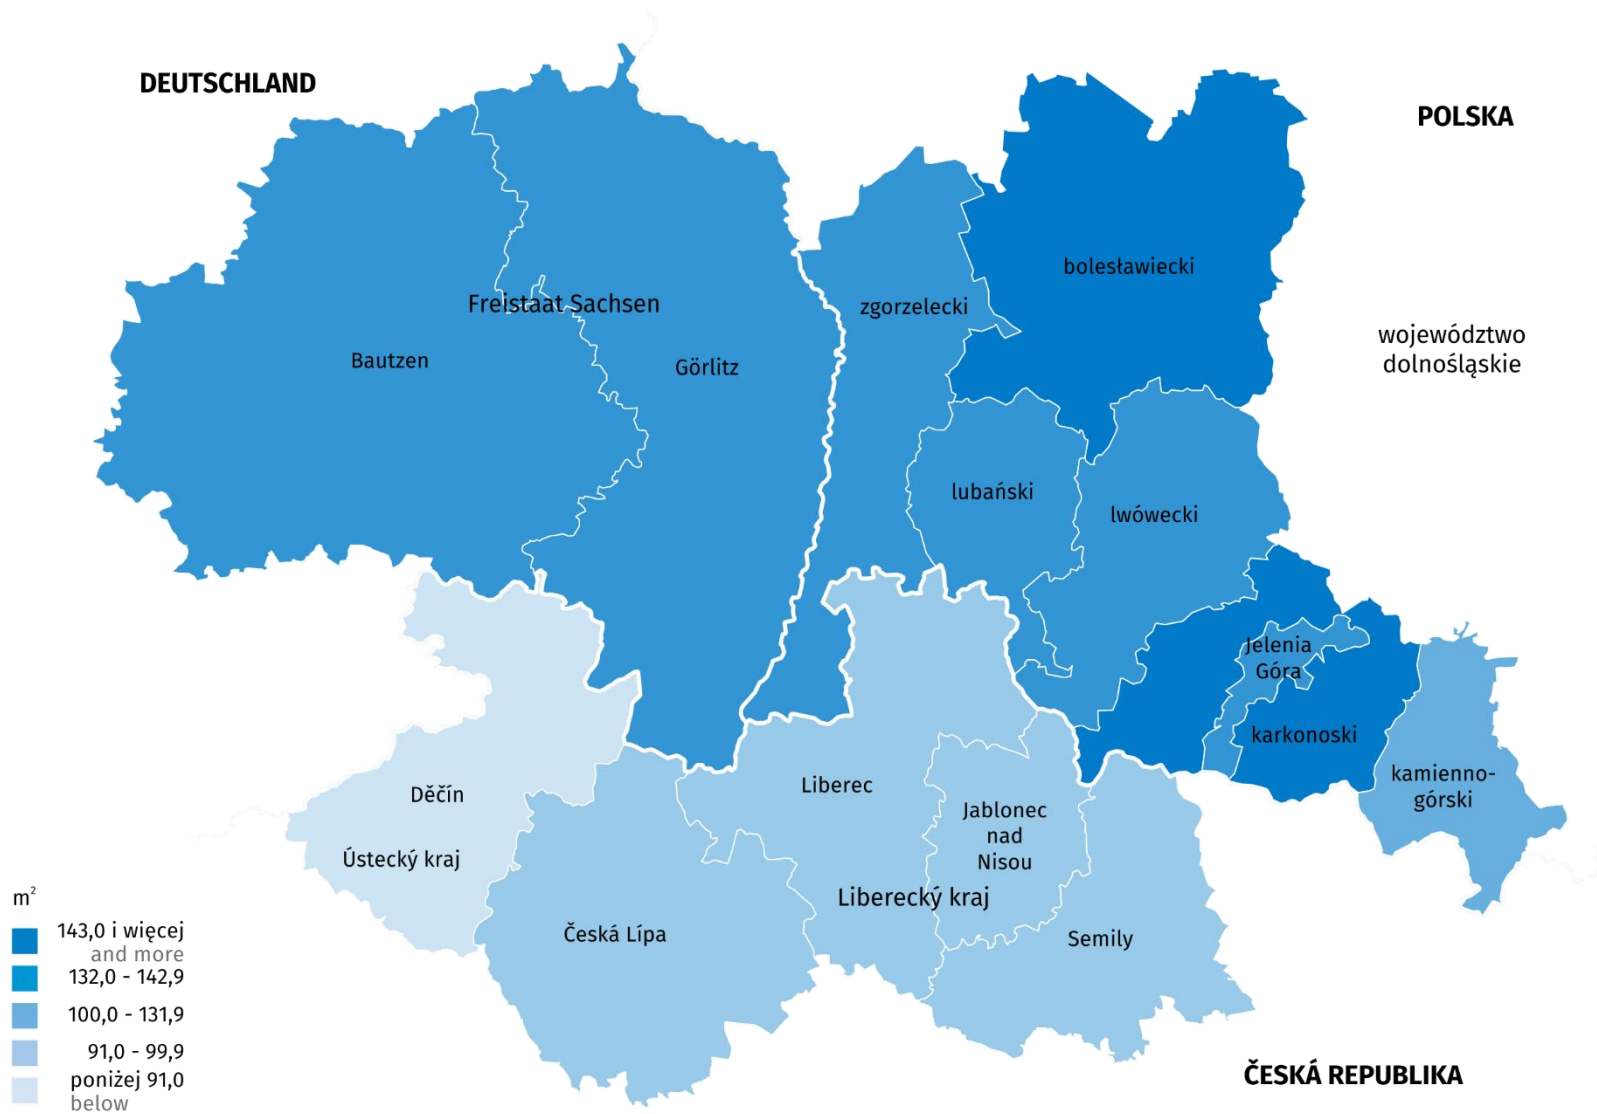 DEUTSCHLAND
POLSKA
bolesławiecki
Freistaat Sachsen
zgorzelecki
województwo
dolnośląskie
Bautzen
Görlitz
lubański
lwówecki
Jelenia
Góra
karkonoski
kamienno-
górski
Děčín
Liberec
Jablonec
nad
Nisou
Ústecký kraj
Liberecký kraj
Česká Lípa
Semily
m²
143,0 i więcej
and more
132,0 - 142,9
100,0 - 131,9
91,0 - 99,9
poniżej 91,0
below
ČESKÁ REPUBLIKA